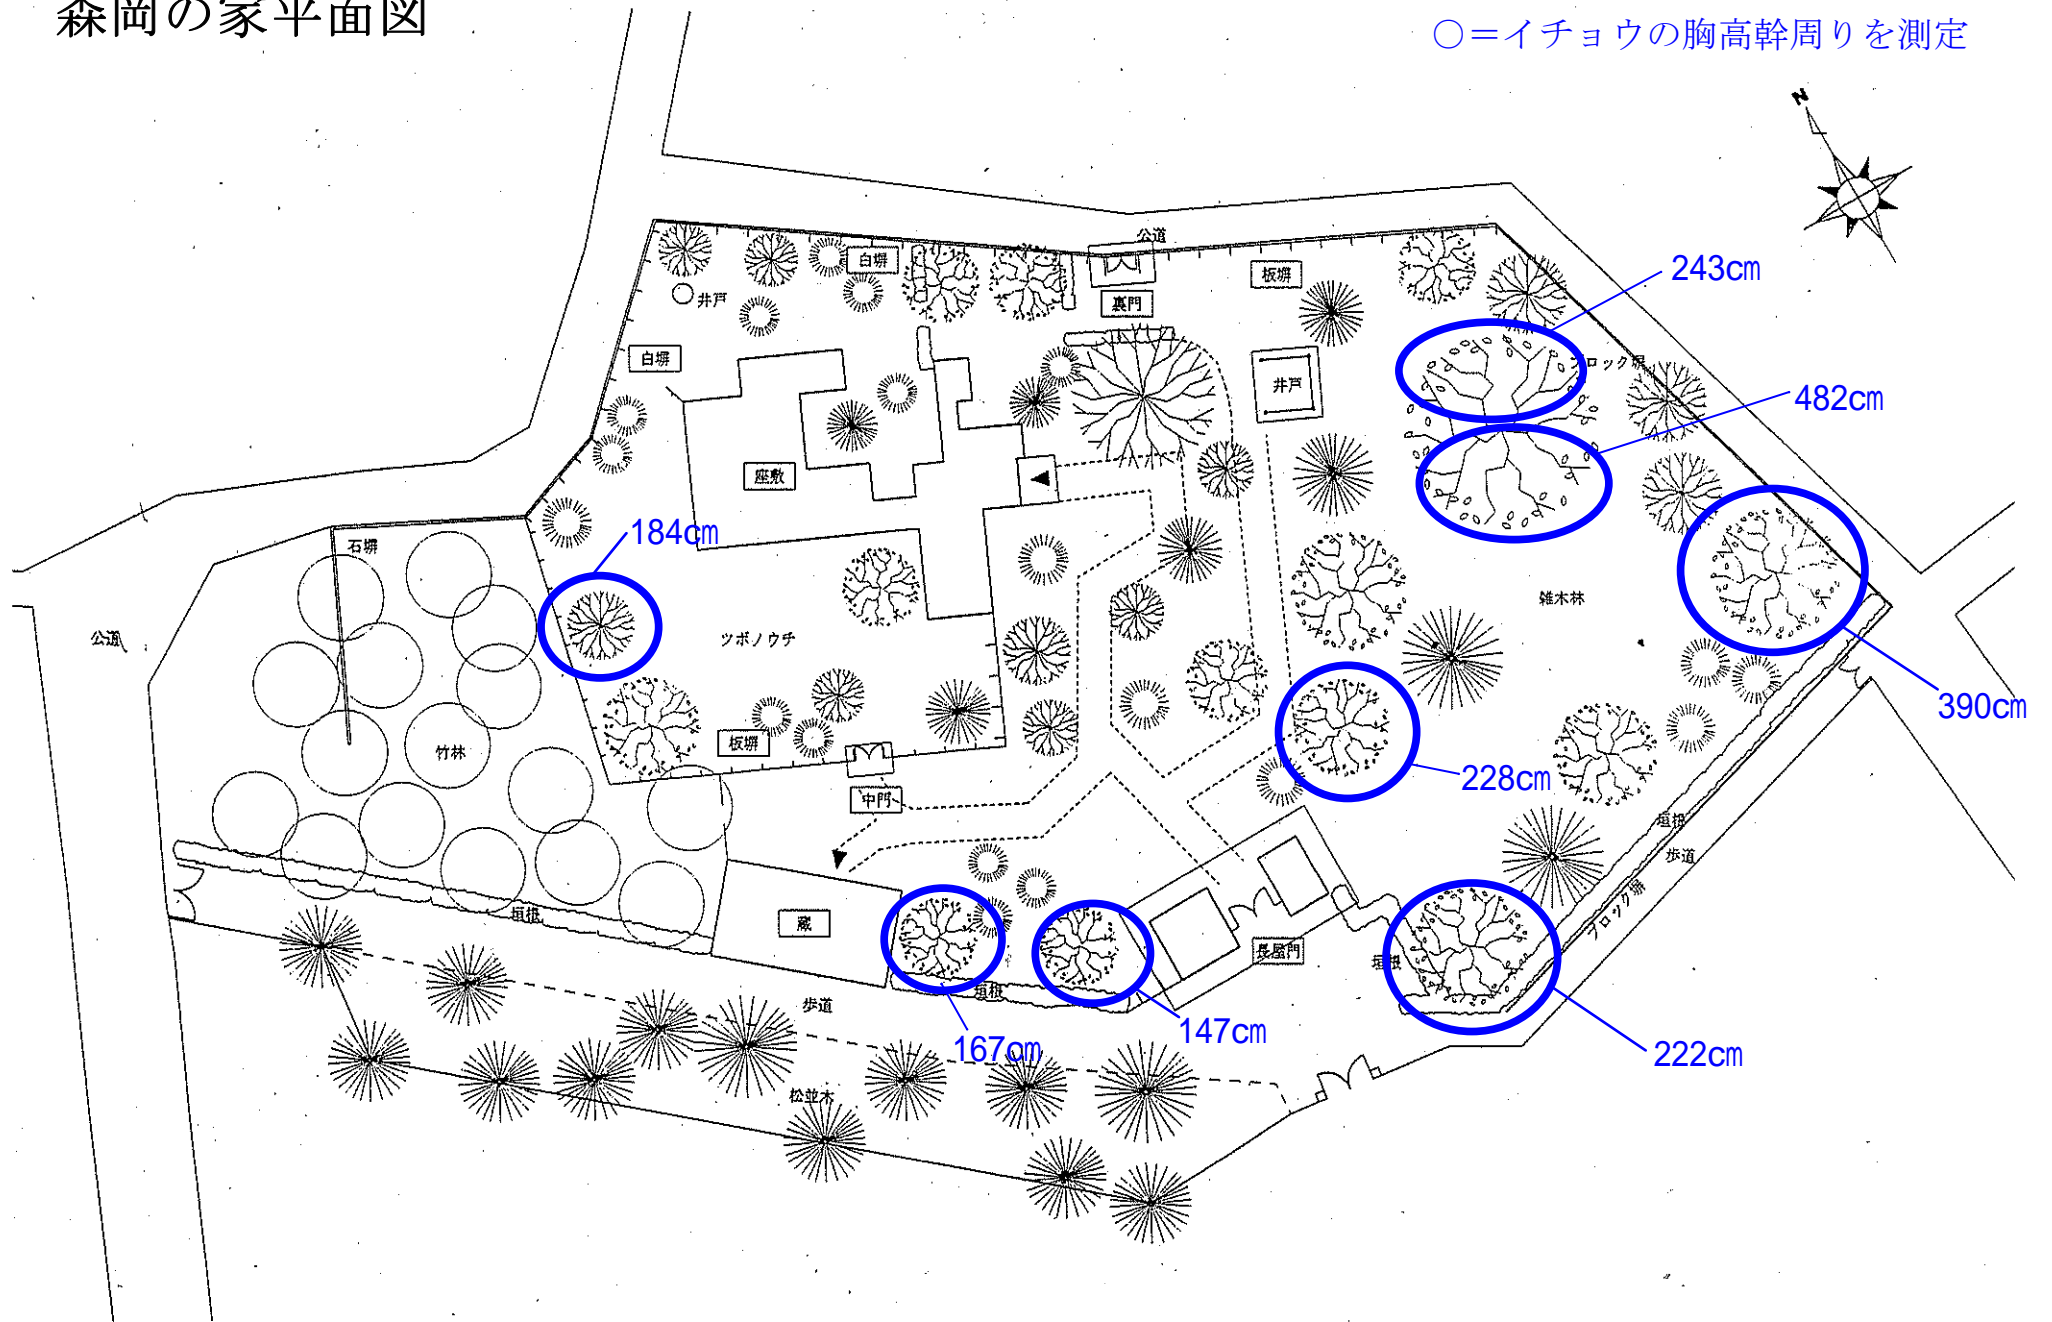 森岡の家平面図
○＝イチョウの胸高幹周りを測定
N
公道
白塀
板塀
井戸
裏門
白塀
ブロック塀
243㎝
482㎝
井戸
座敷
石塀
184㎝
公道
ツボノウチ
雑木林
390㎝
竹林
板塀
228㎝
中門
垣根
歩道
ブロック塀
垣根
蔵
長屋門
垣根
垣根
歩道
167㎝
147㎝
222㎝
松並木